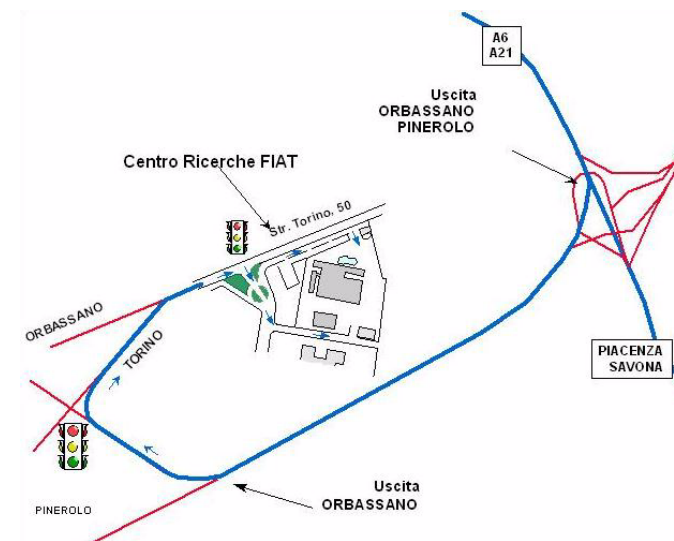 A6
A21
Uscita
ORBASSANO
PINEROLO
Centro Ricerche FIAT
Str. Torino, 50
ORBASSANO
TORINO
PIACENZA
SAVONA
Uscita
ORBASSANO
PINEROLO